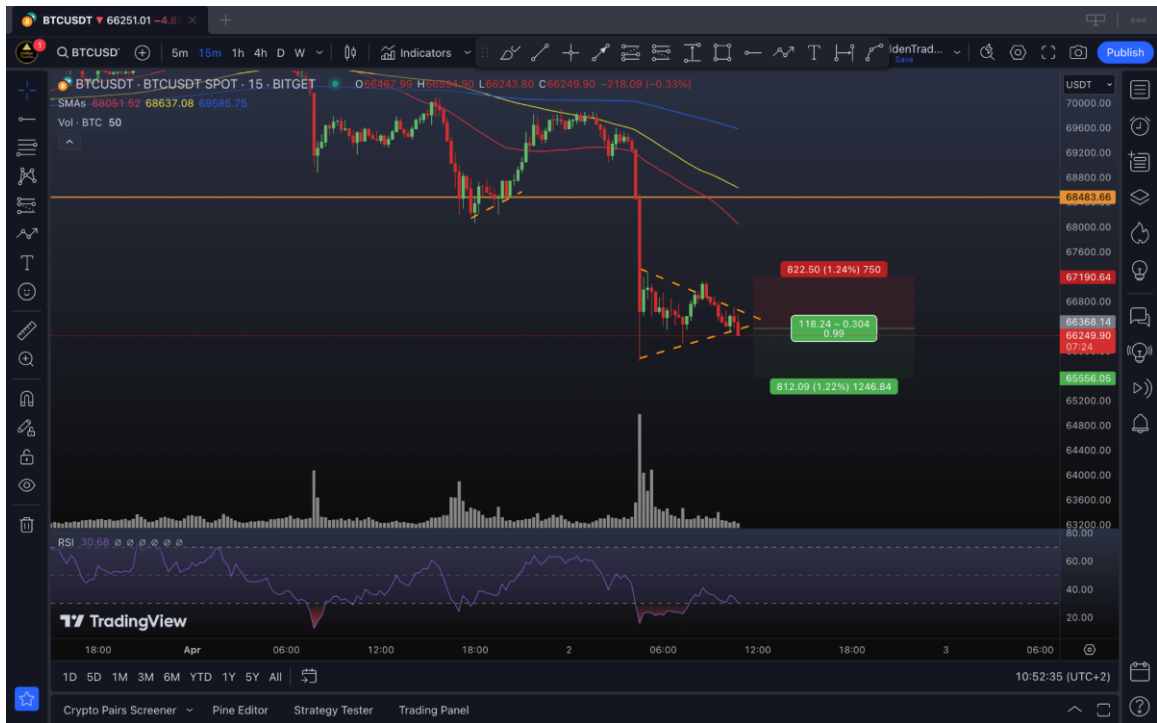 BTCUSDT ▼ 66251.01 −4.8
1 BTCUSDT 5m 15m 1h 4h D W Indicators T ldenTrad... Save Publish
BTCUSDT · BTCUSDT SPOT · 15 · BITGET O66467.99 H66594.90 L66243.80 C66249.90 −218.09 (−0.33%)
SMAs 68051.52 68637.08 69585.75
Vol · BTC 50
USDT
70000.00
69600.00
69200.00
68800.00
68483.66
68000.00
67600.00
822.50 (1.24%) 750
67190.64
66800.00
118.24 ~ 0.304
0.99
66368.14
66249.90
07:24
65556.05
812.09 (1.22%) 1246.84
65200.00
64800.00
64400.00
64000.00
63600.00
63200.00
RSI 30.68 ø ø ø ø ø ø
80.00
60.00
40.00
20.00
TradingView
18:00 Apr 06:00 12:00 18:00 2 06:00 12:00 18:00 3 06:00
1D 5D 1M 3M 6M YTD 1Y 5Y All
10:52:35 (UTC+2)
Crypto Pairs Screener Pine Editor Strategy Tester Trading Panel